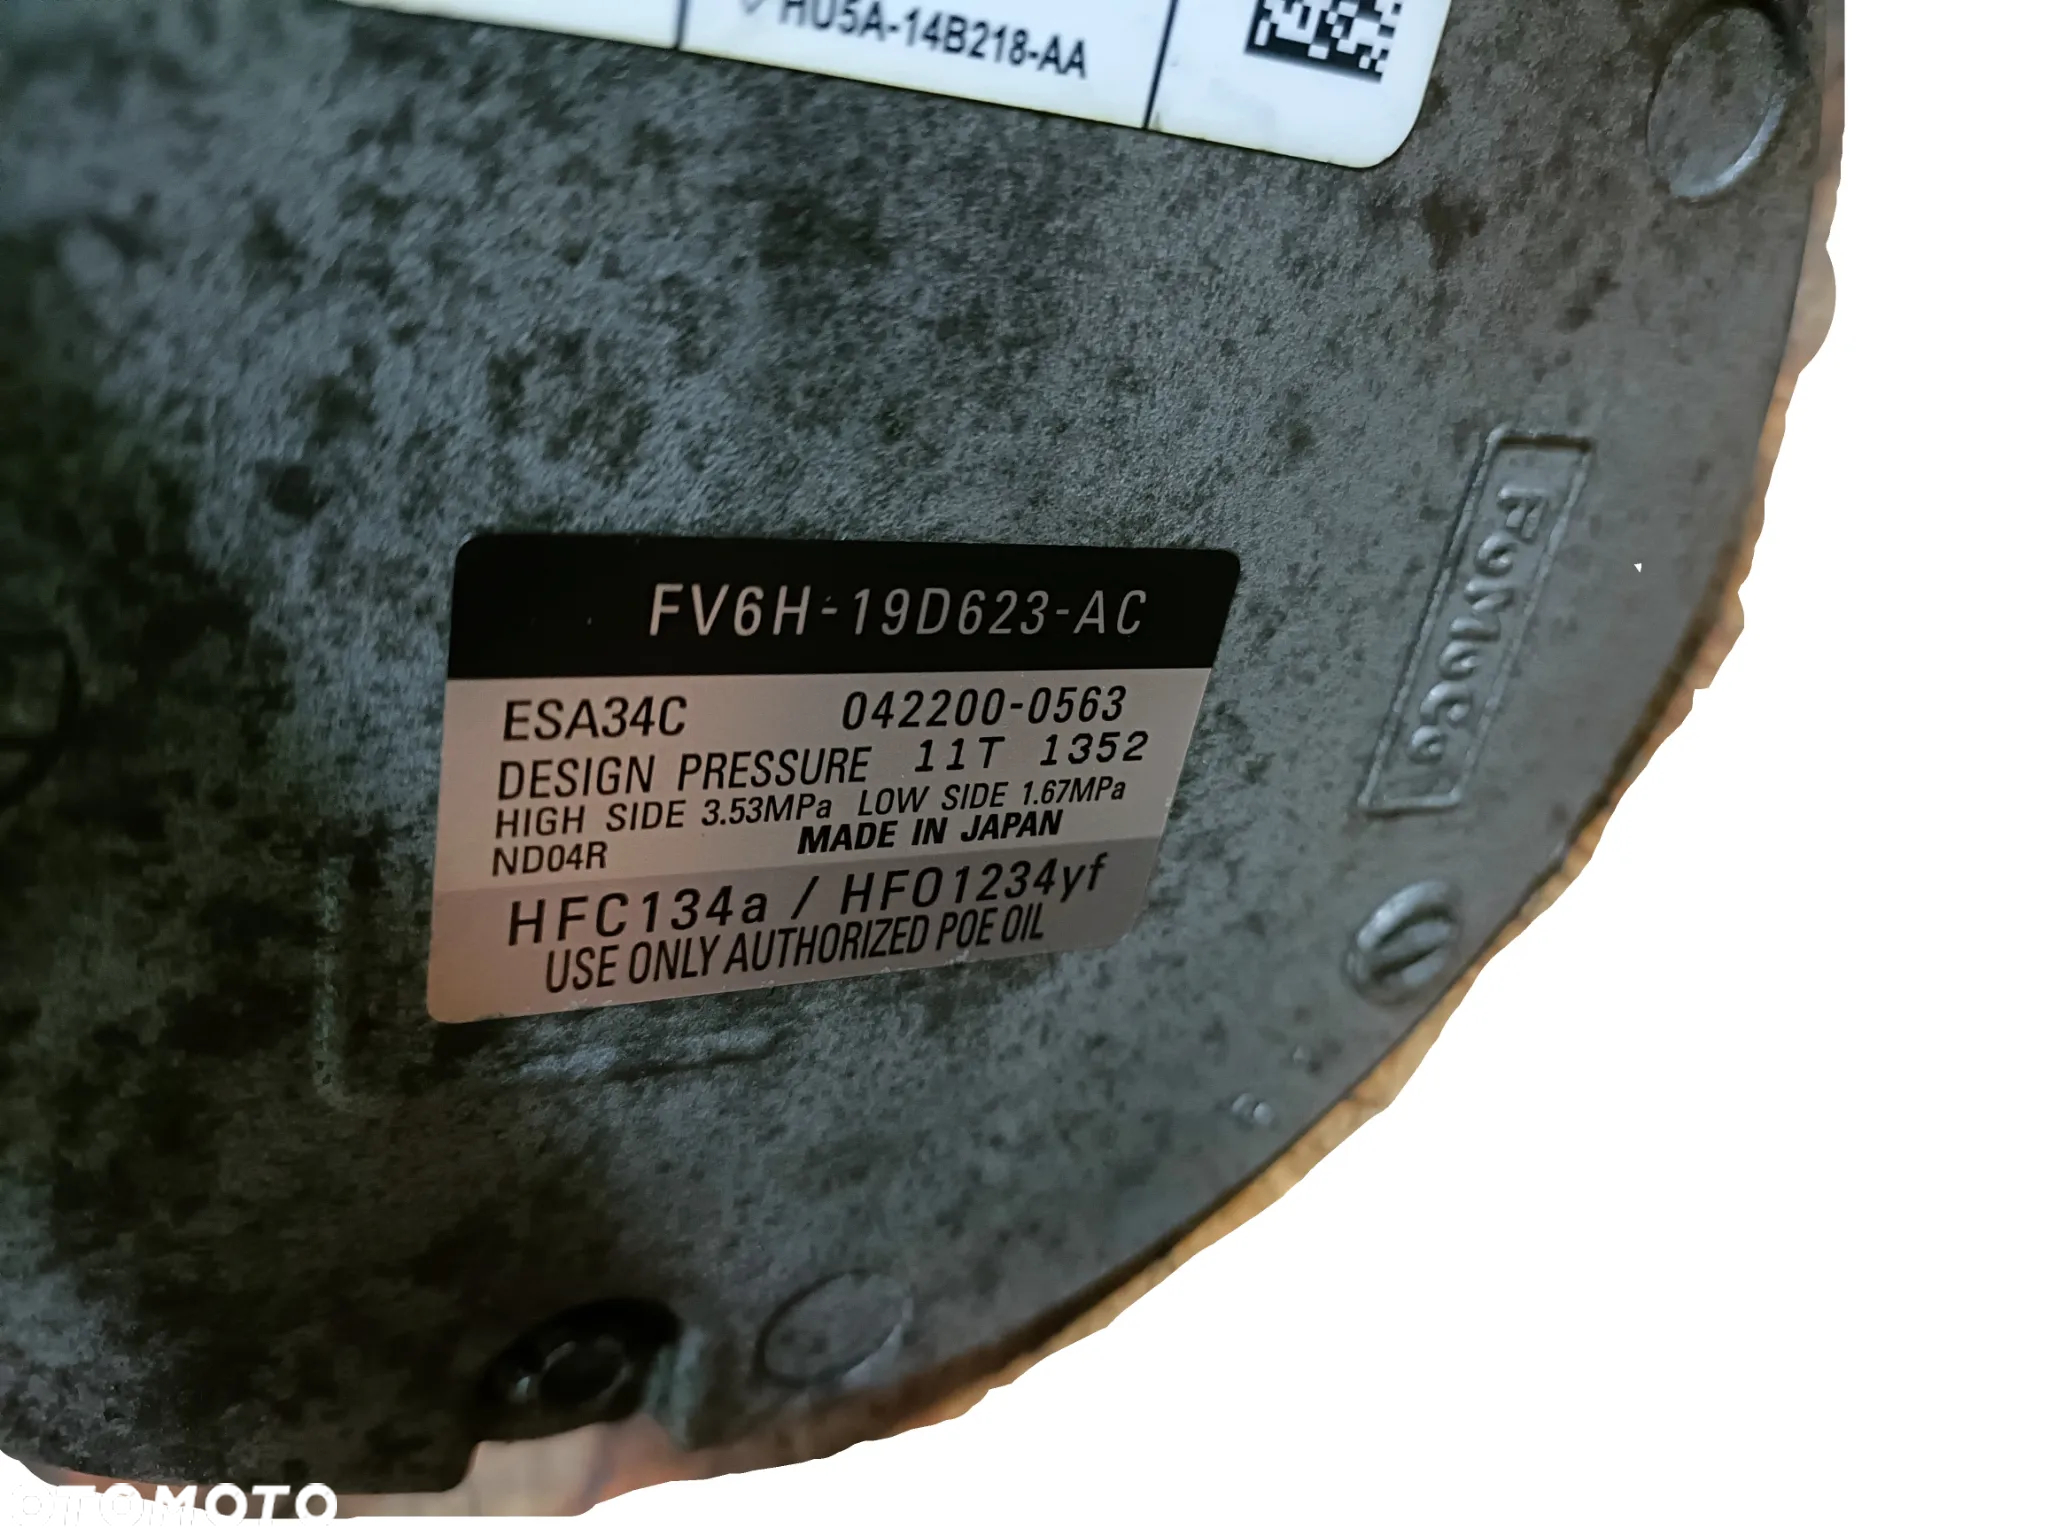 HU5A-14B218-AA
FV6H-19D623-AC
ESA34C 042200-0563
DESIGN PRESSURE 11T 1352
HIGH SIDE 3.53MPa LOW SIDE 1.67MPa
ND04R MADE IN JAPAN
HFC134a / HFO1234yf
USE ONLY AUTHORIZED POE OIL
FoMoCo
OTOMOTO